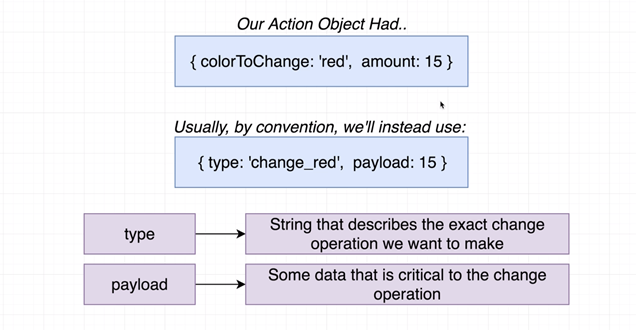 Our Action Object Had..
{ colorToChange: 'red', amount: 15 }
Usually, by convention, we'll instead use:
{ type: 'change_red', payload: 15 }
type
String that describes the exact change
operation we want to make
payload
Some data that is critical to the change
operation